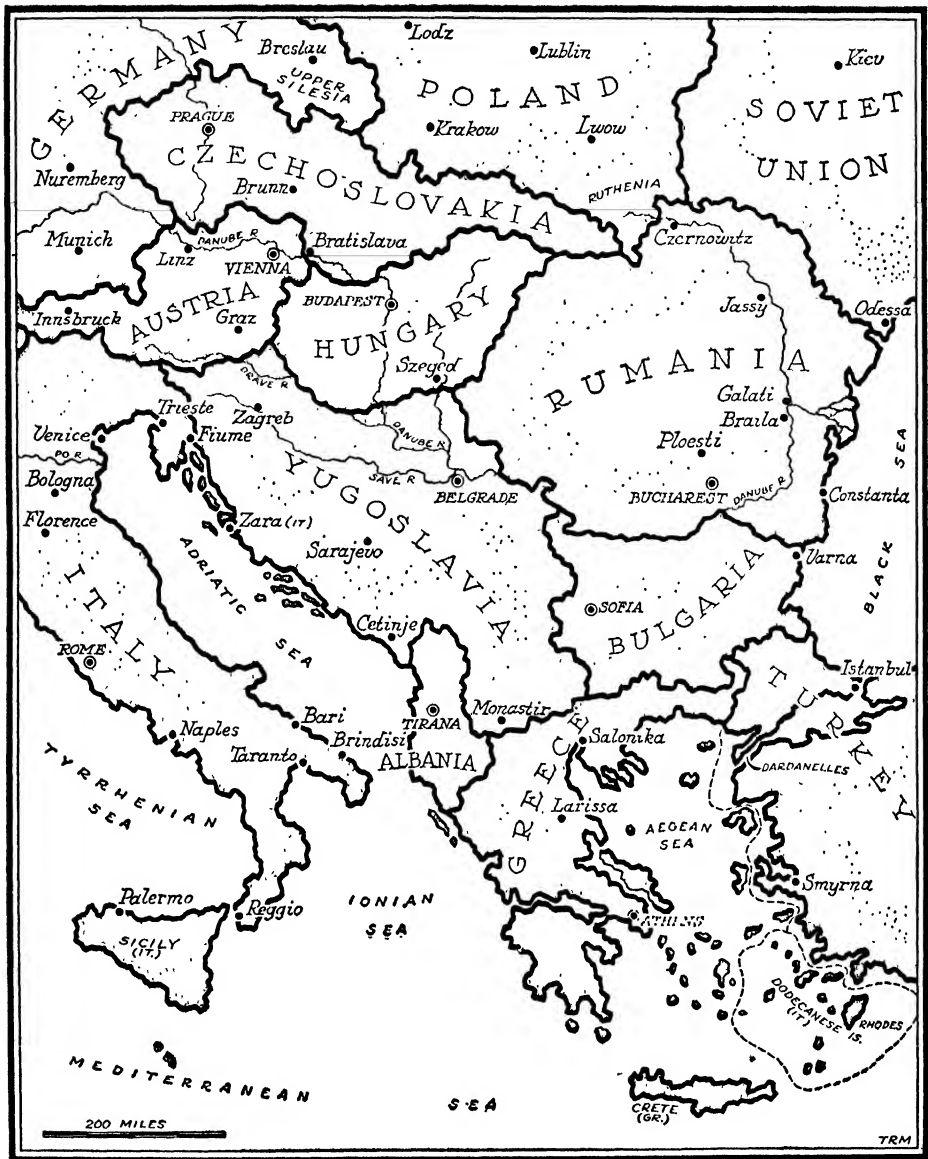 Lodz
Breslau
Lublin
Kiev
GERMANY
UPPER
SILESIA
POLAND
SOVIET
UNION
PRAGUE
Krakow
Lwow
CZECHOSLOVAKIA
Nuremberg
Brunn
RUTHENIA
Munich
Linz
DANUBE R
VIENNA
Bratislava
Czernowitz
Innsbruck
AUSTRIA
Graz
BUDAPEST
HUNGARY
Szeged
Jassy
Odessa
RUMANIA
DRAVE R
Trieste
Zagreb
Galati
Braila
Venice
Fiume
DANUBE R
Ploesti
PO R
Bologna
SAVE R
BELGRADE
BUCHAREST
DANUBE R
Constanta
YUGOSLAVIA
Florence
Zara (IT)
Sarajevo
Varna
BLACK SEA
ADRIATIC SEA
ITALY
SOFIA
BULGARIA
Cetinje
ROME
Istanbul
TURKEY
TIRANA
Monastir
Bari
Naples
Brindisi
Taranto
ALBANIA
Salonika
DARDANELLES
TYRRHENIAN
SEA
GREECE
Larissa
AEGEAN
SEA
Smyrna
Palermo
Reggio
IONIAN
SEA
ATHENS
SICILY
(IT.)
DODECANESE IS.
(IT)
RHODES
MEDITERRANEAN SEA
CRETE
(GR.)
200 MILES
TRM